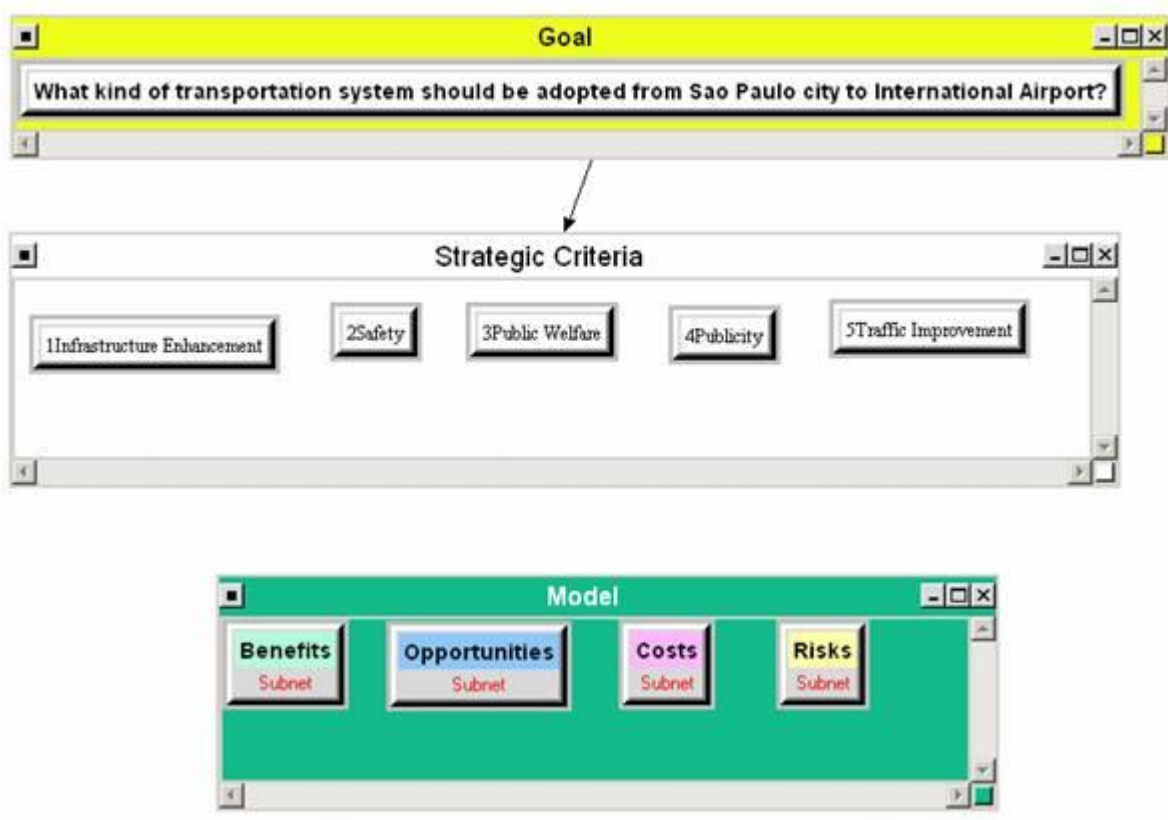 Goal
What kind of transportation system should be adopted from Sao Paulo city to International Airport?
Strategic Criteria
1Infrastructure Enhancement
2Safety
3Public Welfare
4Publicity
5Traffic Improvement
Model
Benefits
Subnet
Opportunities
Subnet
Costs
Subnet
Risks
Subnet